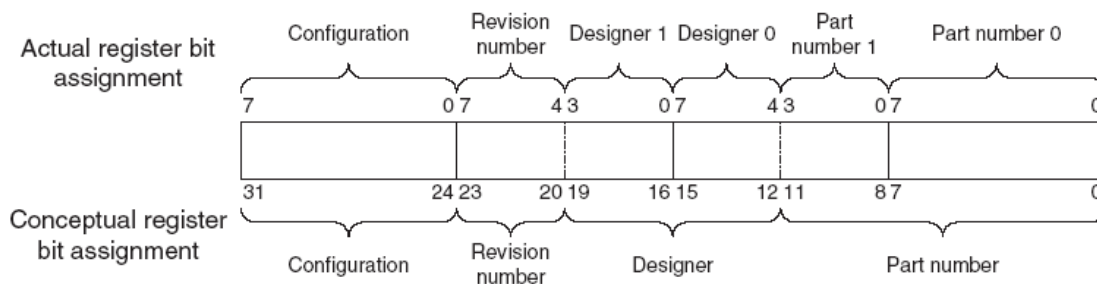 Actual register bit
assignment
Configuration
Revision
number
Designer 1
Designer 0
Part
number 1
Part number 0
7 0 7 4 3 0 7 4 3 0 7 0
31 24 23 20 19 16 15 12 11 8 7 0
Conceptual register
bit assignment
Configuration
Revision
number
Designer
Part number